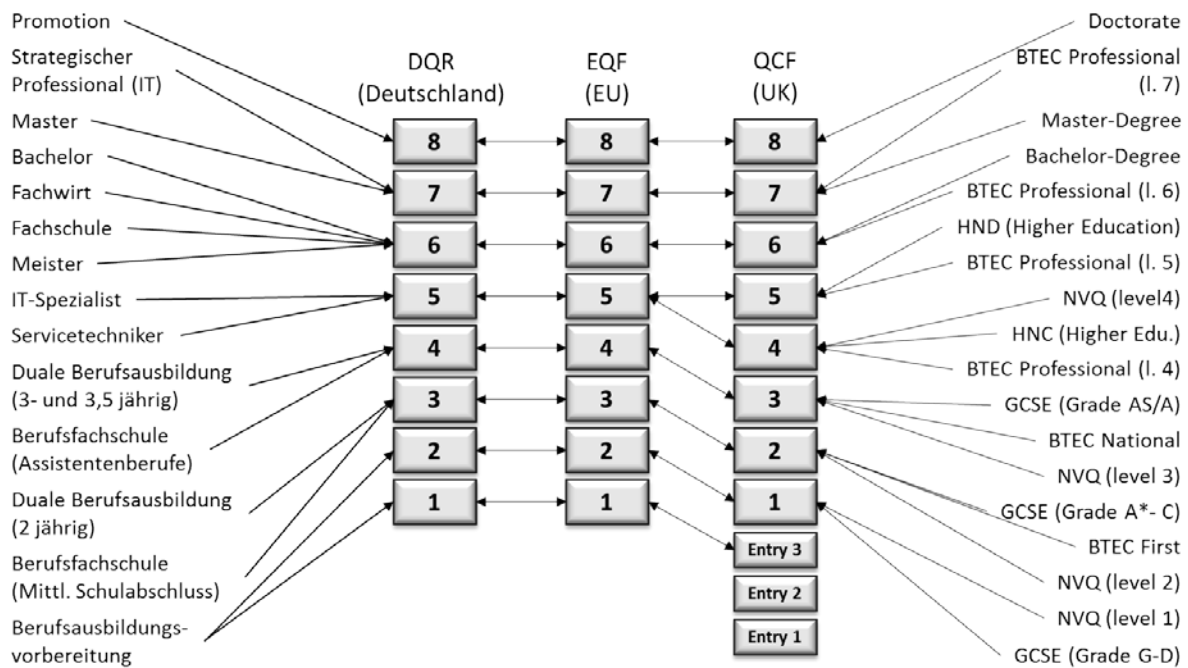 Promotion
Strategischer
Professional (IT)
Master
Bachelor
Fachwirt
Fachschule
Meister
IT-Spezialist
Servicetechniker
Duale Berufsausbildung
(3- und 3,5 jährig)
Berufsfachschule
(Assistentenberufe)
Duale Berufsausbildung
(2 jährig)
Berufsfachschule
(Mittl. Schulabschluss)
Berufsausbildungs-
vorbereitung
DQR
(Deutschland)
8
7
6
5
4
3
2
1
EQF
(EU)
8
7
6
5
4
3
2
1
QCF
(UK)
8
7
6
5
4
3
2
1
Entry 3
Entry 2
Entry 1
Doctorate
BTEC Professional
(l. 7)
Master-Degree
Bachelor-Degree
BTEC Professional (l. 6)
HND (Higher Education)
BTEC Professional (l. 5)
NVQ (level4)
HNC (Higher Edu.)
BTEC Professional (l. 4)
GCSE (Grade AS/A)
BTEC National
NVQ (level 3)
GCSE (Grade A*- C)
BTEC First
NVQ (level 2)
NVQ (level 1)
GCSE (Grade G-D)